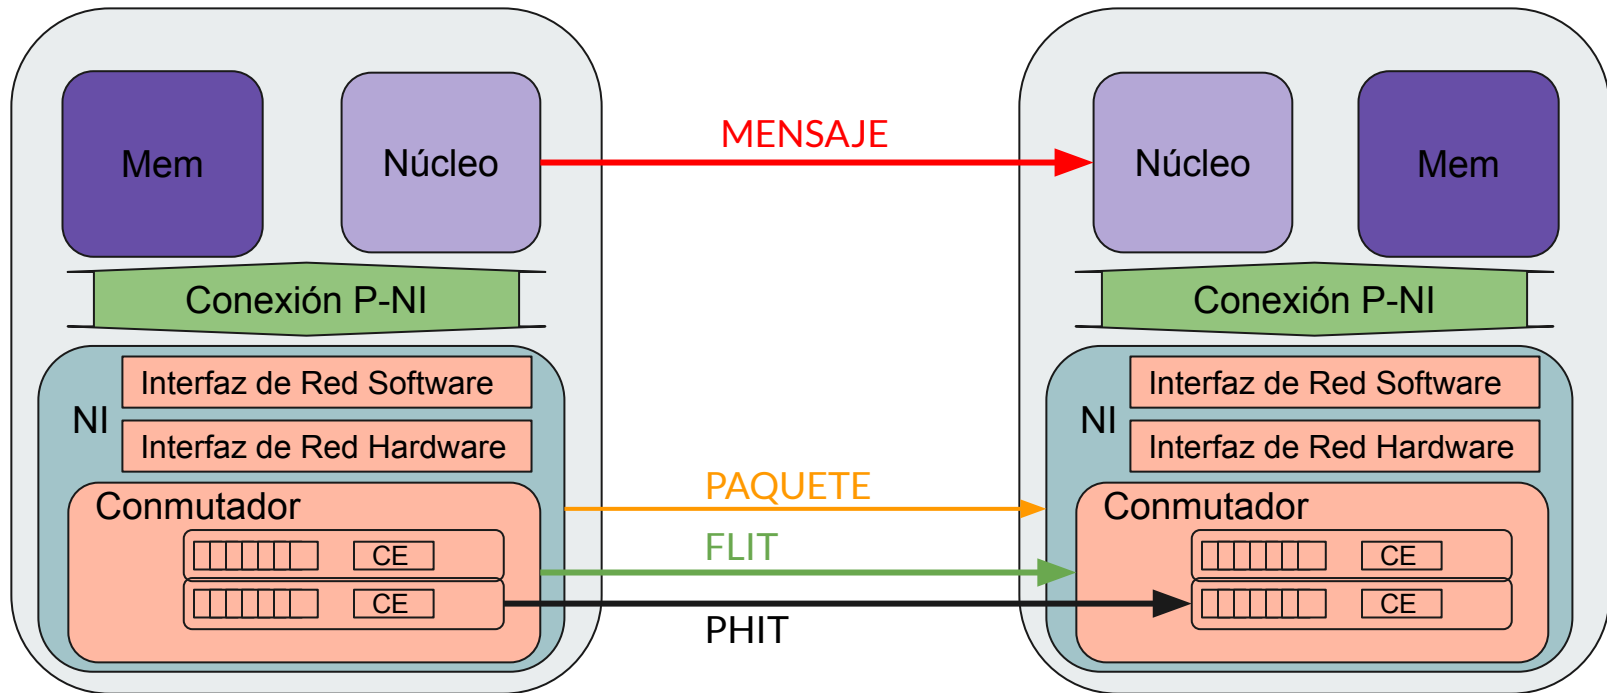 Mem
Núcleo
Conexión P-NI
NI
Interfaz de Red Software
Interfaz de Red Hardware
Conmutador
CE
CE
MENSAJE
PAQUETE
FLIT
PHIT
Núcleo
Mem
Conexión P-NI
NI
Interfaz de Red Software
Interfaz de Red Hardware
Conmutador
CE
CE